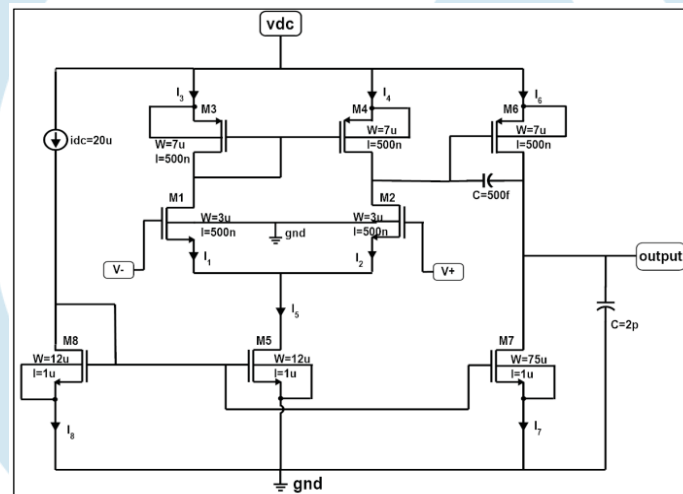 vdc
I3
I4
I6
M3
M4
M6
idc=20u
W=7u
l=500n
W=7u
l=500n
W=7u
l=500n
C=500f
M1
M2
W=3u
l=500n
W=3u
l=500n
gnd
V-
V+
I1
I2
output
I5
C=2p
M8
M5
M7
W=12u
l=1u
W=12u
l=1u
W=75u
l=1u
I8
I7
gnd